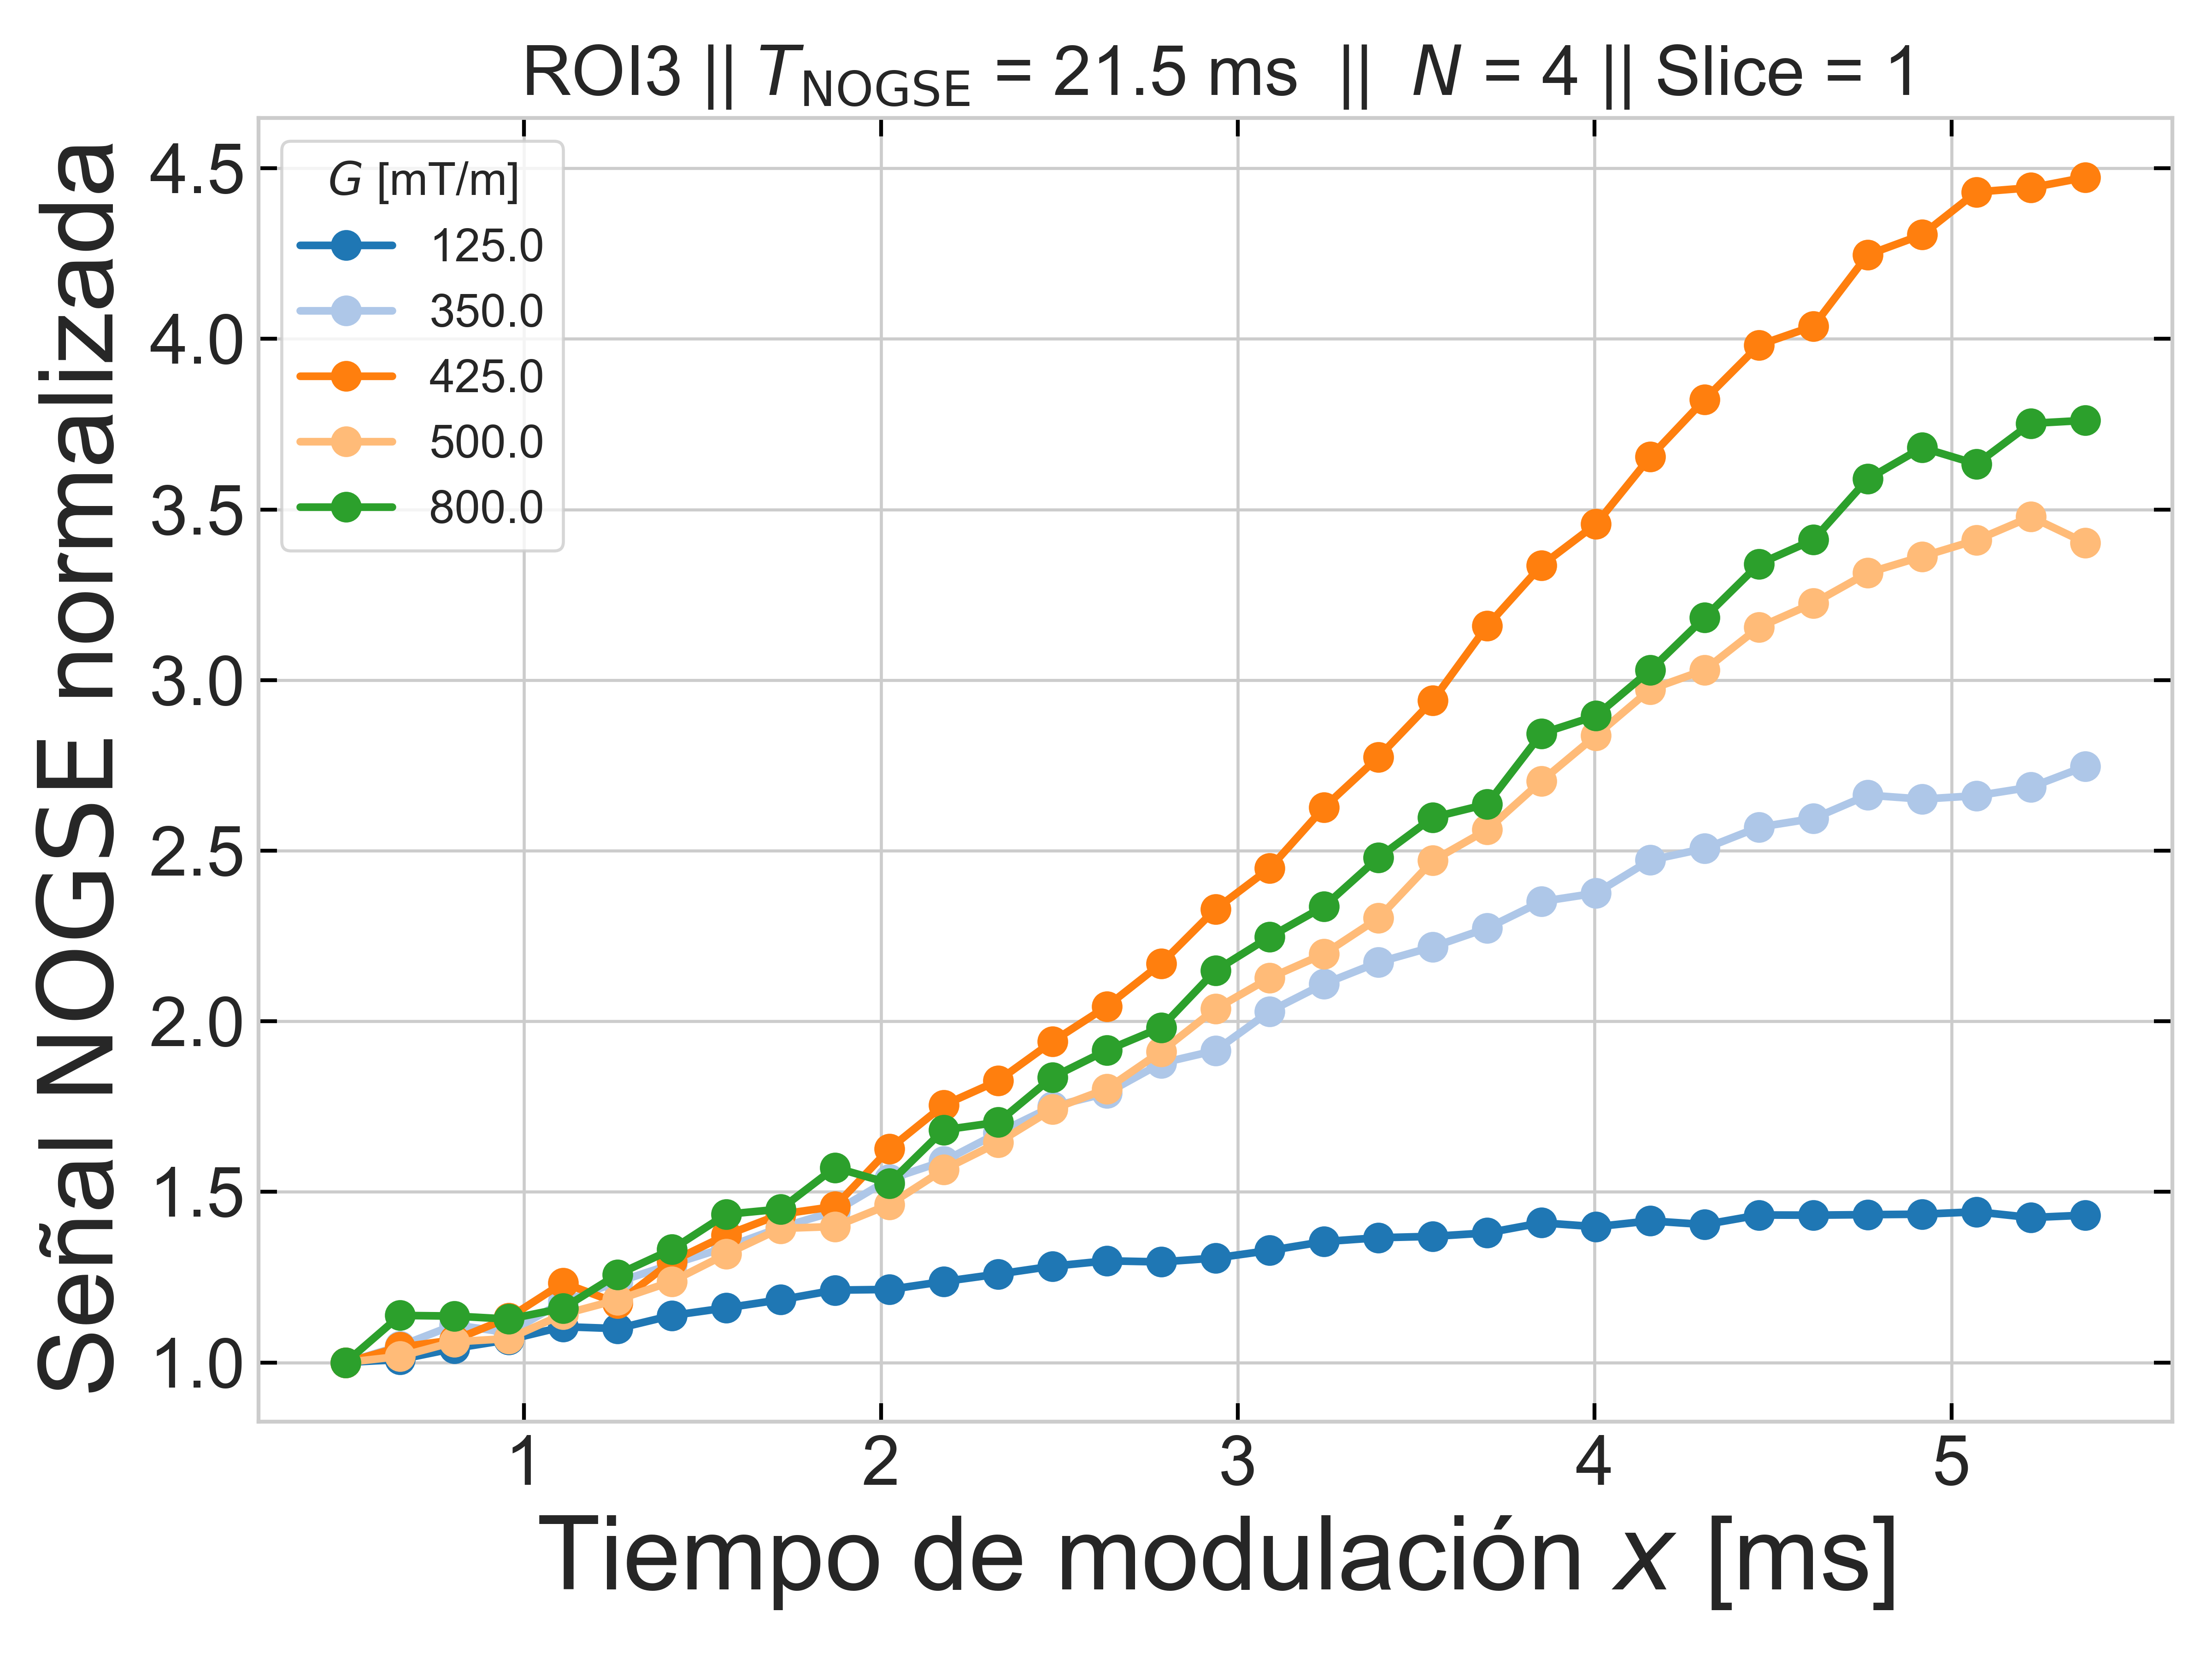 ROI3 || T_NOGSE = 21.5 ms || N = 4 || Slice = 1
Señal NOGSE normalizada
4.5
4.0
3.5
3.0
2.5
2.0
1.5
1.0
G [mT/m]
125.0
350.0
425.0
500.0
800.0
1 2 3 4 5
Tiempo de modulación x [ms]